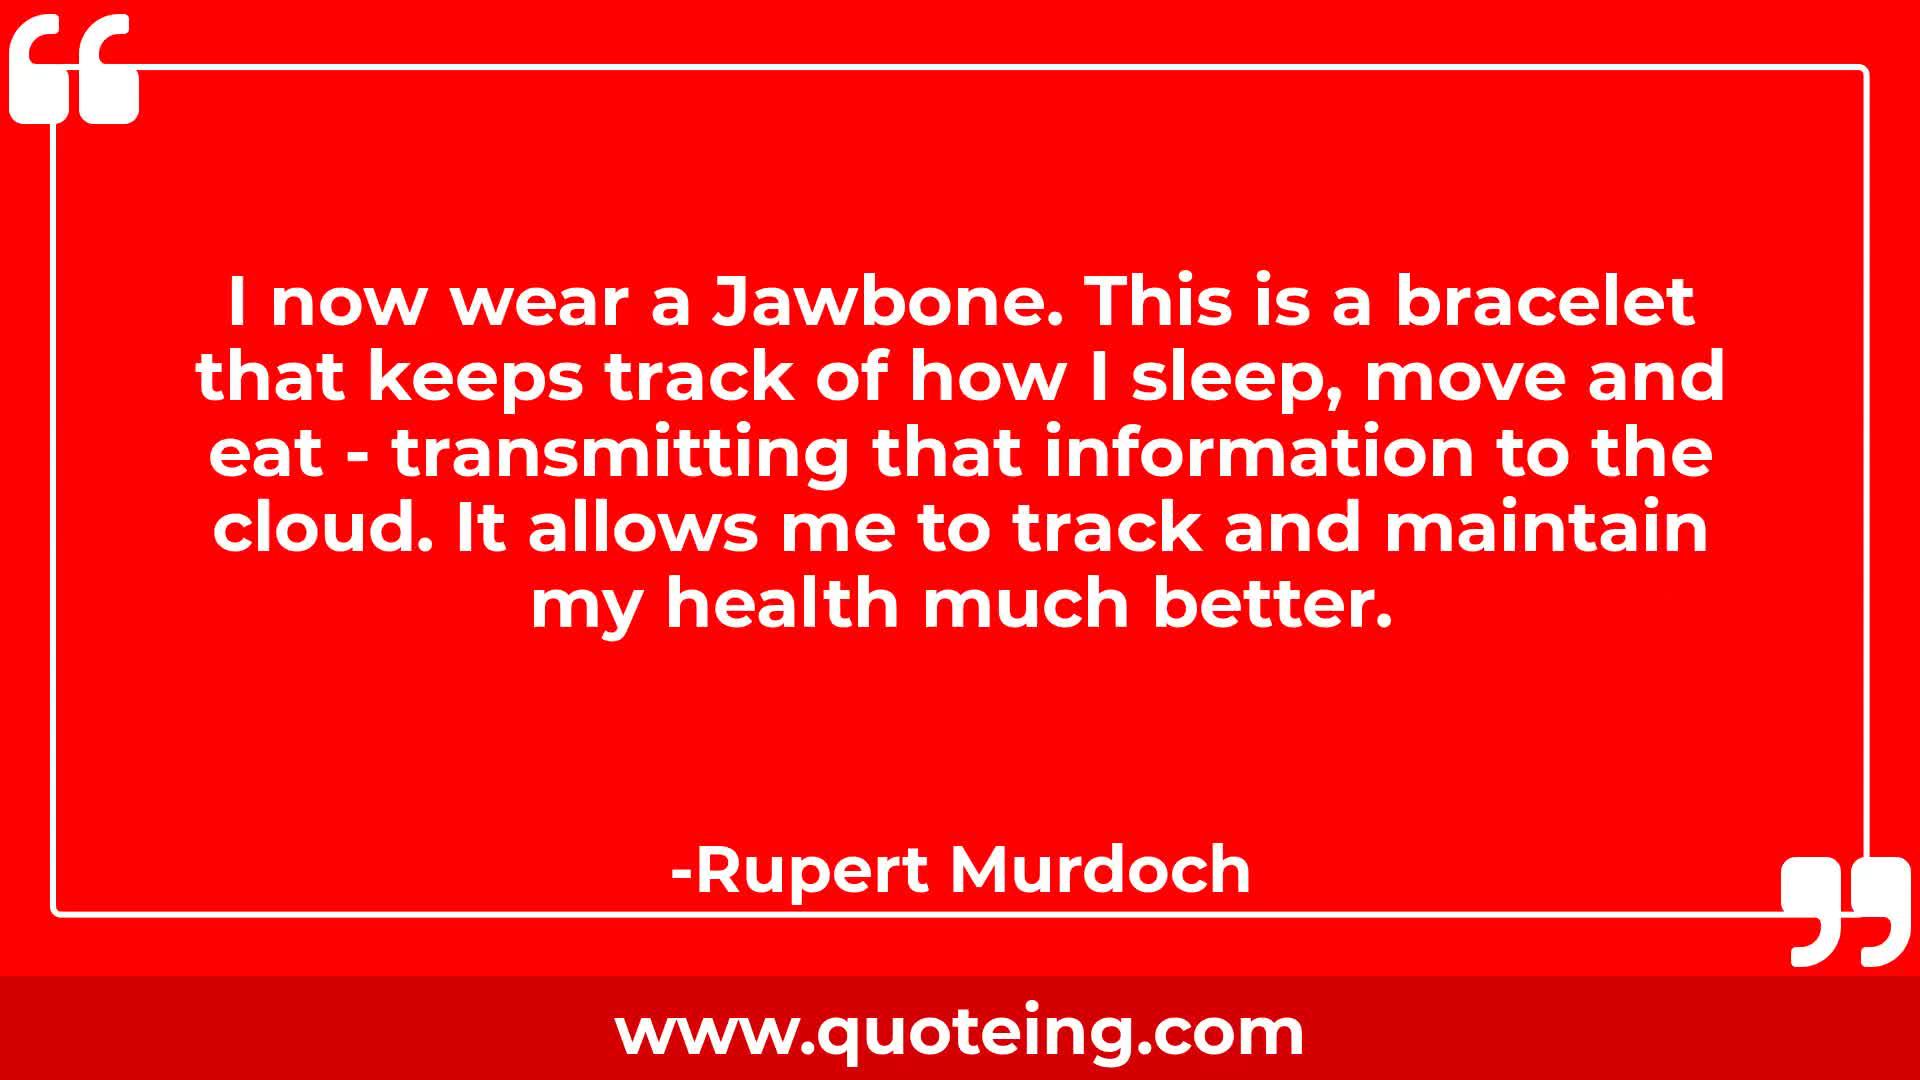 I now wear a Jawbone. This is a bracelet
that keeps track of how I sleep, move and
eat - transmitting that information to the
cloud. It allows me to track and maintain
my health much better.
-Rupert Murdoch
www.quoteing.com